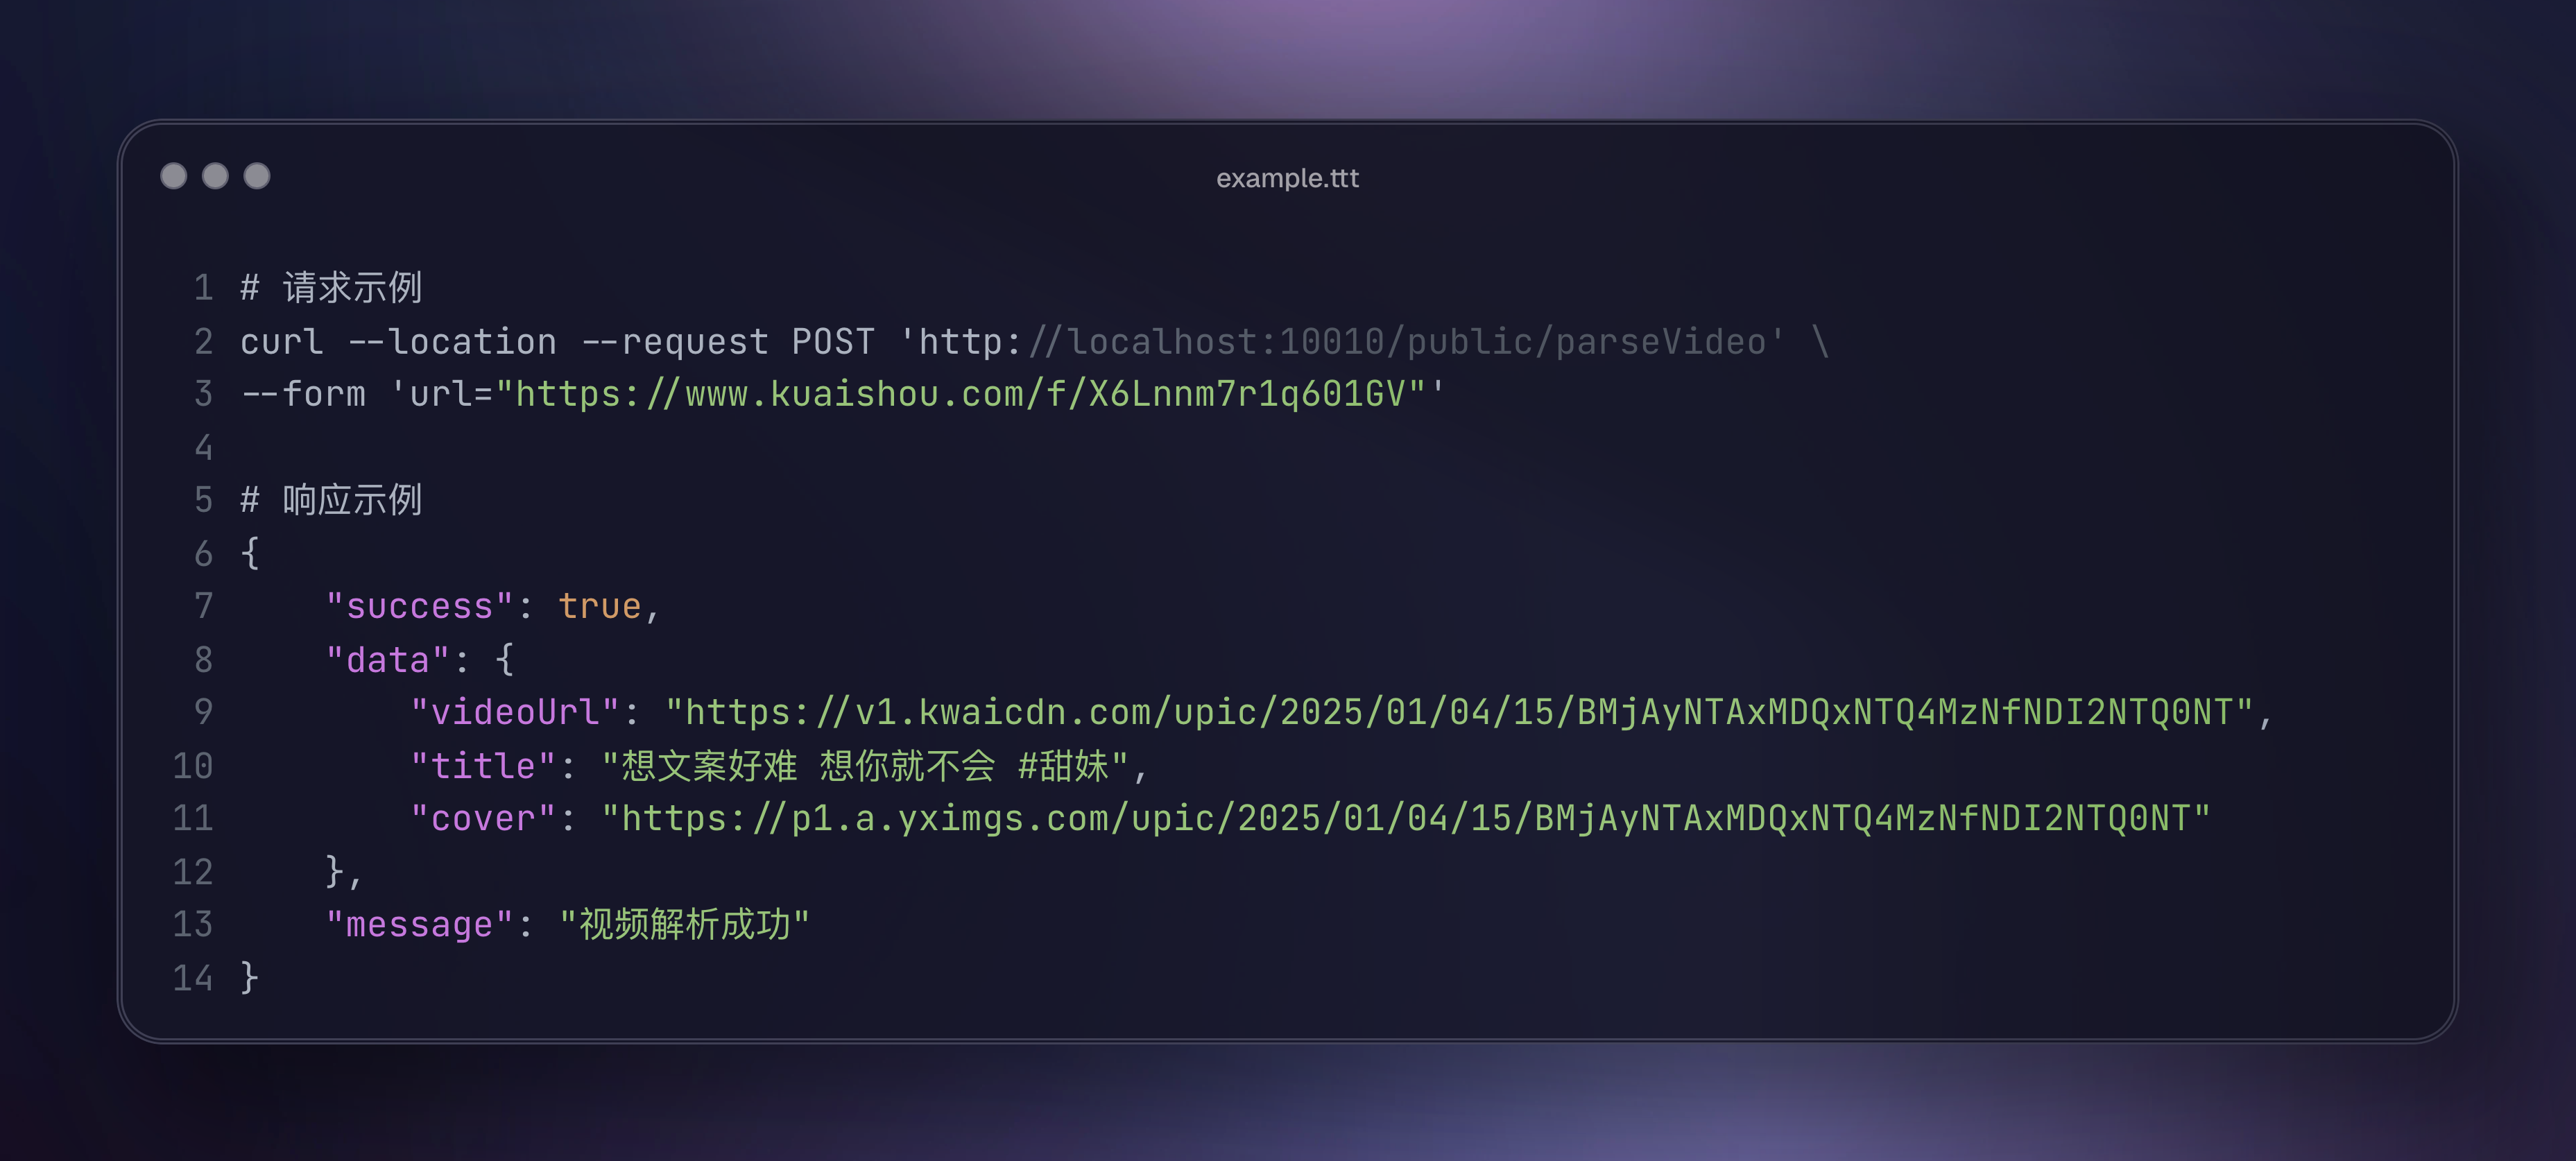 example.ttt
1 # 请求示例
2 curl --location --request POST 'http://localhost:10010/public/parseVideo' \
3 --form 'url="https://www.kuaishou.com/f/X6Lnnm7r1q601GV"'
4
5 # 响应示例
6 {
7     "success": true,
8     "data": {
9         "videoUrl": "https://v1.kwaicdn.com/upic/2025/01/04/15/BMjAyNTAxMDQxNTQ4MzNfNDI2NTQ0NT",
10         "title": "想文案好难 想你就不会 #甜妹",
11         "cover": "https://p1.a.yximgs.com/upic/2025/01/04/15/BMjAyNTAxMDQxNTQ4MzNfNDI2NTQ0NT"
12     },
13     "message": "视频解析成功"
14 }